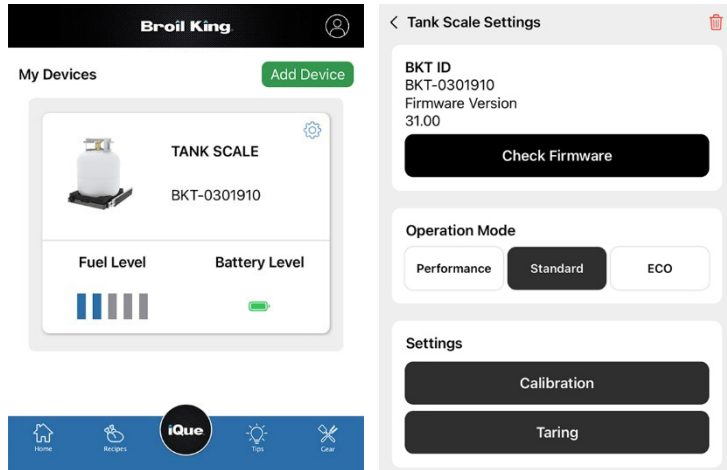 Broil King
My Devices
Add Device
TANK SCALE
BKT-0301910
Fuel Level
Battery Level
Home
Recipes
iQue
Tips
Gear
Tank Scale Settings
BKT ID
BKT-0301910
Firmware Version
31.00
Check Firmware
Operation Mode
Performance
Standard
ECO
Settings
Calibration
Taring